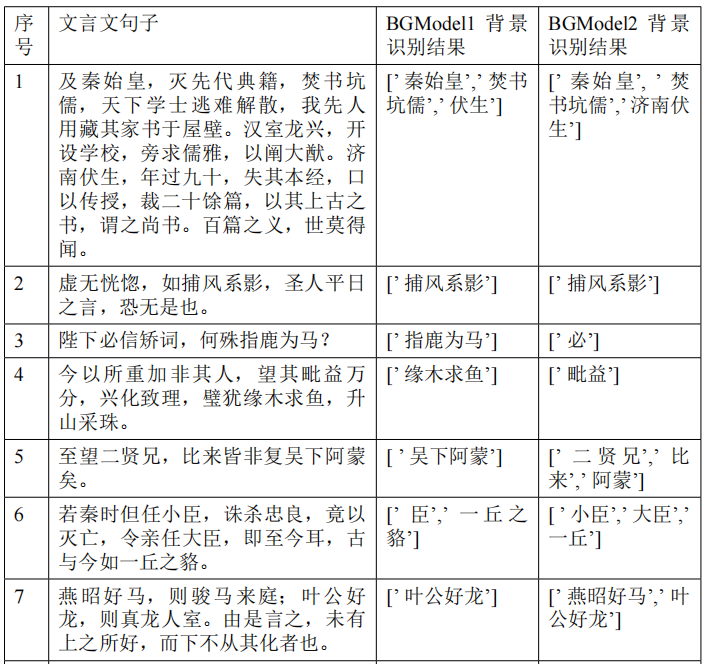 序号 文言文句子 BGModel1 背景识别结果 BGModel2 背景识别结果
1 及秦始皇，灭先代典籍，焚书坑儒，天下学士逃难解散，我先人用藏其家书于屋壁。汉室龙兴，开设学校，旁求儒雅，以阐大猷。济南伏生，年过九十，失其本经，口以传授，裁二十馀篇，以其上古之书，谓之尚书。百篇之义，世莫得闻。 [’秦始皇’,’焚书坑儒’,’伏生’] [’秦始皇’, ’焚书坑儒’,’济南伏生’]
2 虚无恍惚，如捕风系影，圣人平日之言，恐无是也。 [’捕风系影’] [’捕风系影’]
3 陛下必信矫词，何殊指鹿为马？ [’指鹿为马’] [’必’]
4 今以所重加非其人，望其毗益万分，兴化致理，璧犹缘木求鱼，升山采珠。 [’缘木求鱼’] [’毗益’]
5 至望二贤兄，比来皆非复吴下阿蒙矣。 [’吴下阿蒙’] [’二贤兄’,’比来’,’阿蒙’]
6 若秦时但任小臣，诛杀忠良，竟以灭亡，令亲任大臣，即至今耳，古与今如一丘之貉。 [’臣’,’一丘之貉’] [’小臣’,’大臣’,’一丘’]
7 燕昭好马，则骏马来庭；叶公好龙，则真龙人室。由是言之，未有上之所好，而下不从其化者也。 [’叶公好龙’] [’燕昭好马’,’叶公好龙’]